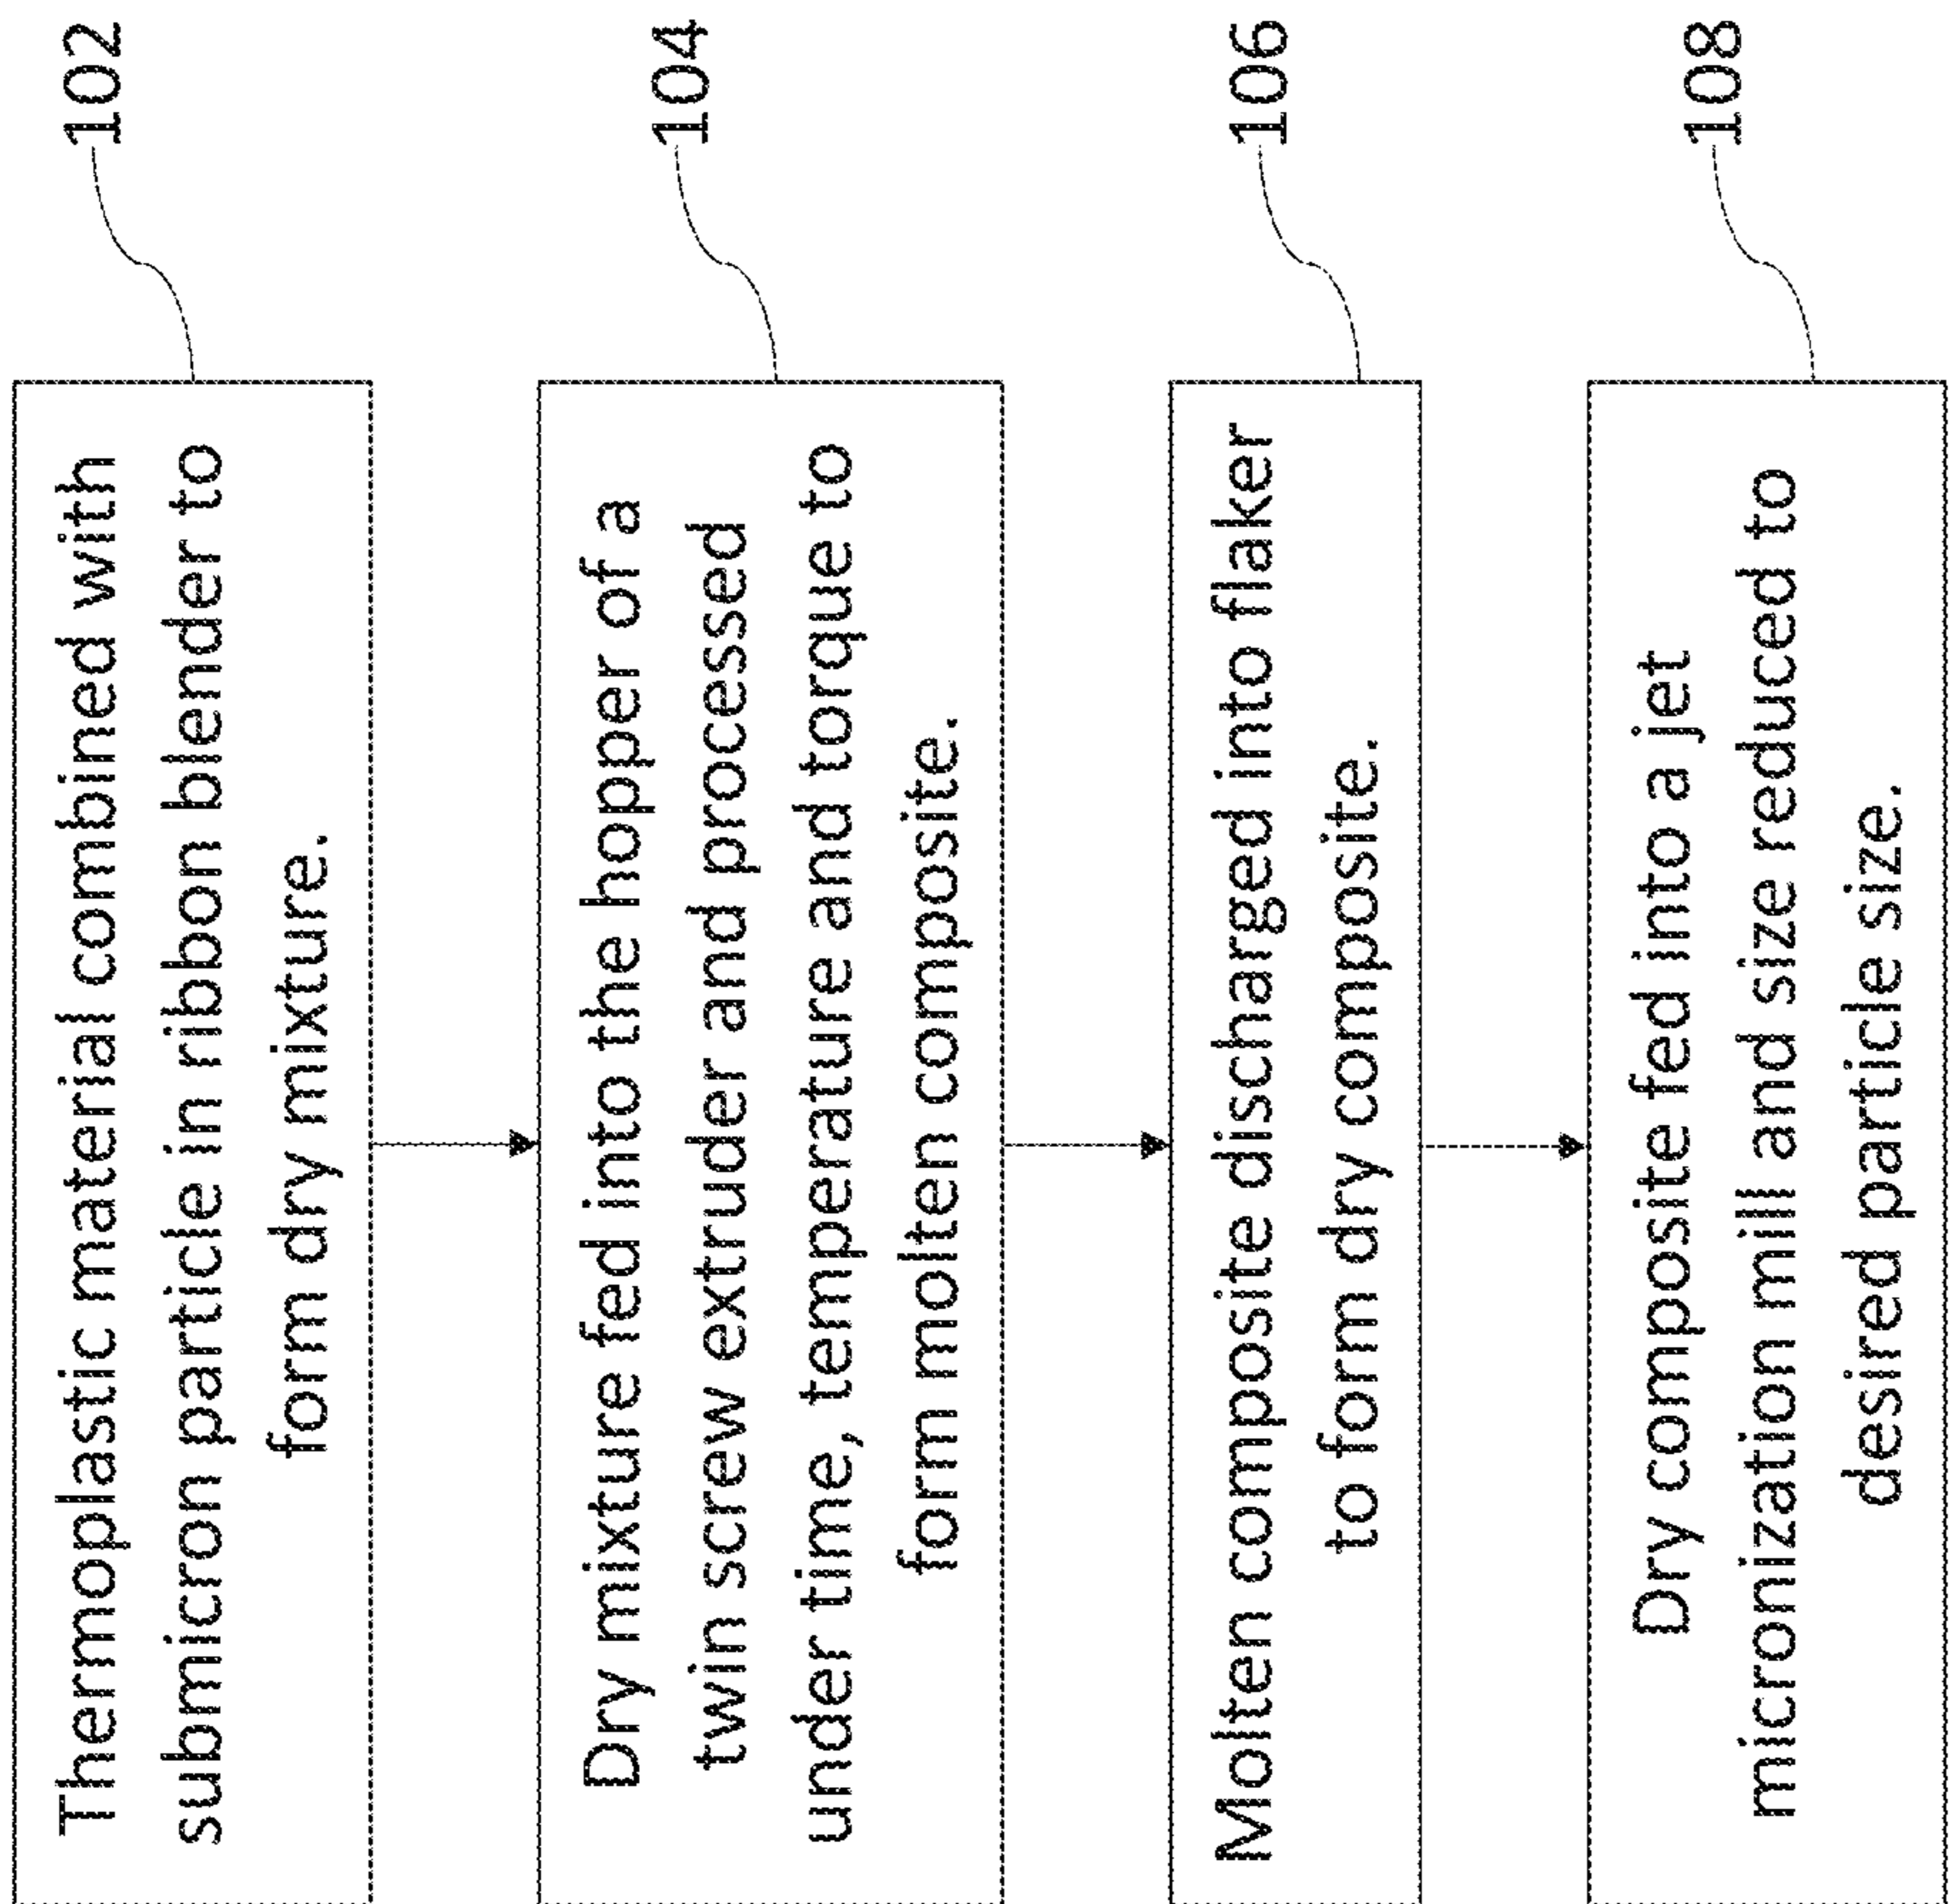 Thermoplastic material combined with
submicron particle in ribbon blender to
form dry mixture.
102
Dry mixture fed into the hopper of a
twin screw extruder and processed
under time, temperature and torque to
form molten composite.
104
Molten composite discharged into flaker
to form dry composite.
106
Dry composite fed into a jet
micronization mill and size reduced to
desired particle size.
108